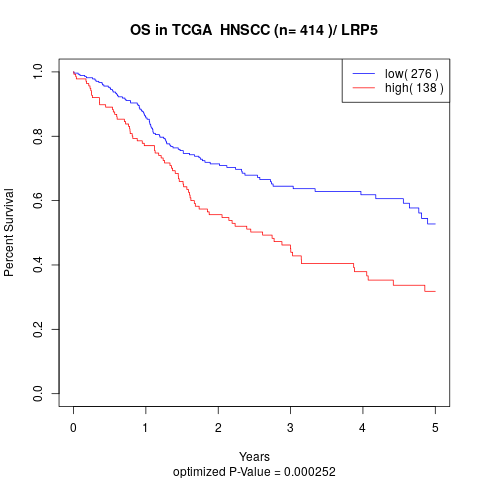 OS in TCGA  HNSCC (n= 414 )/ LRP5
low( 276 )
high( 138 )
Percent Survival
1.0
0.8
0.6
0.4
0.2
0.0
0 1 2 3 4 5
Years
optimized P-Value = 0.000252